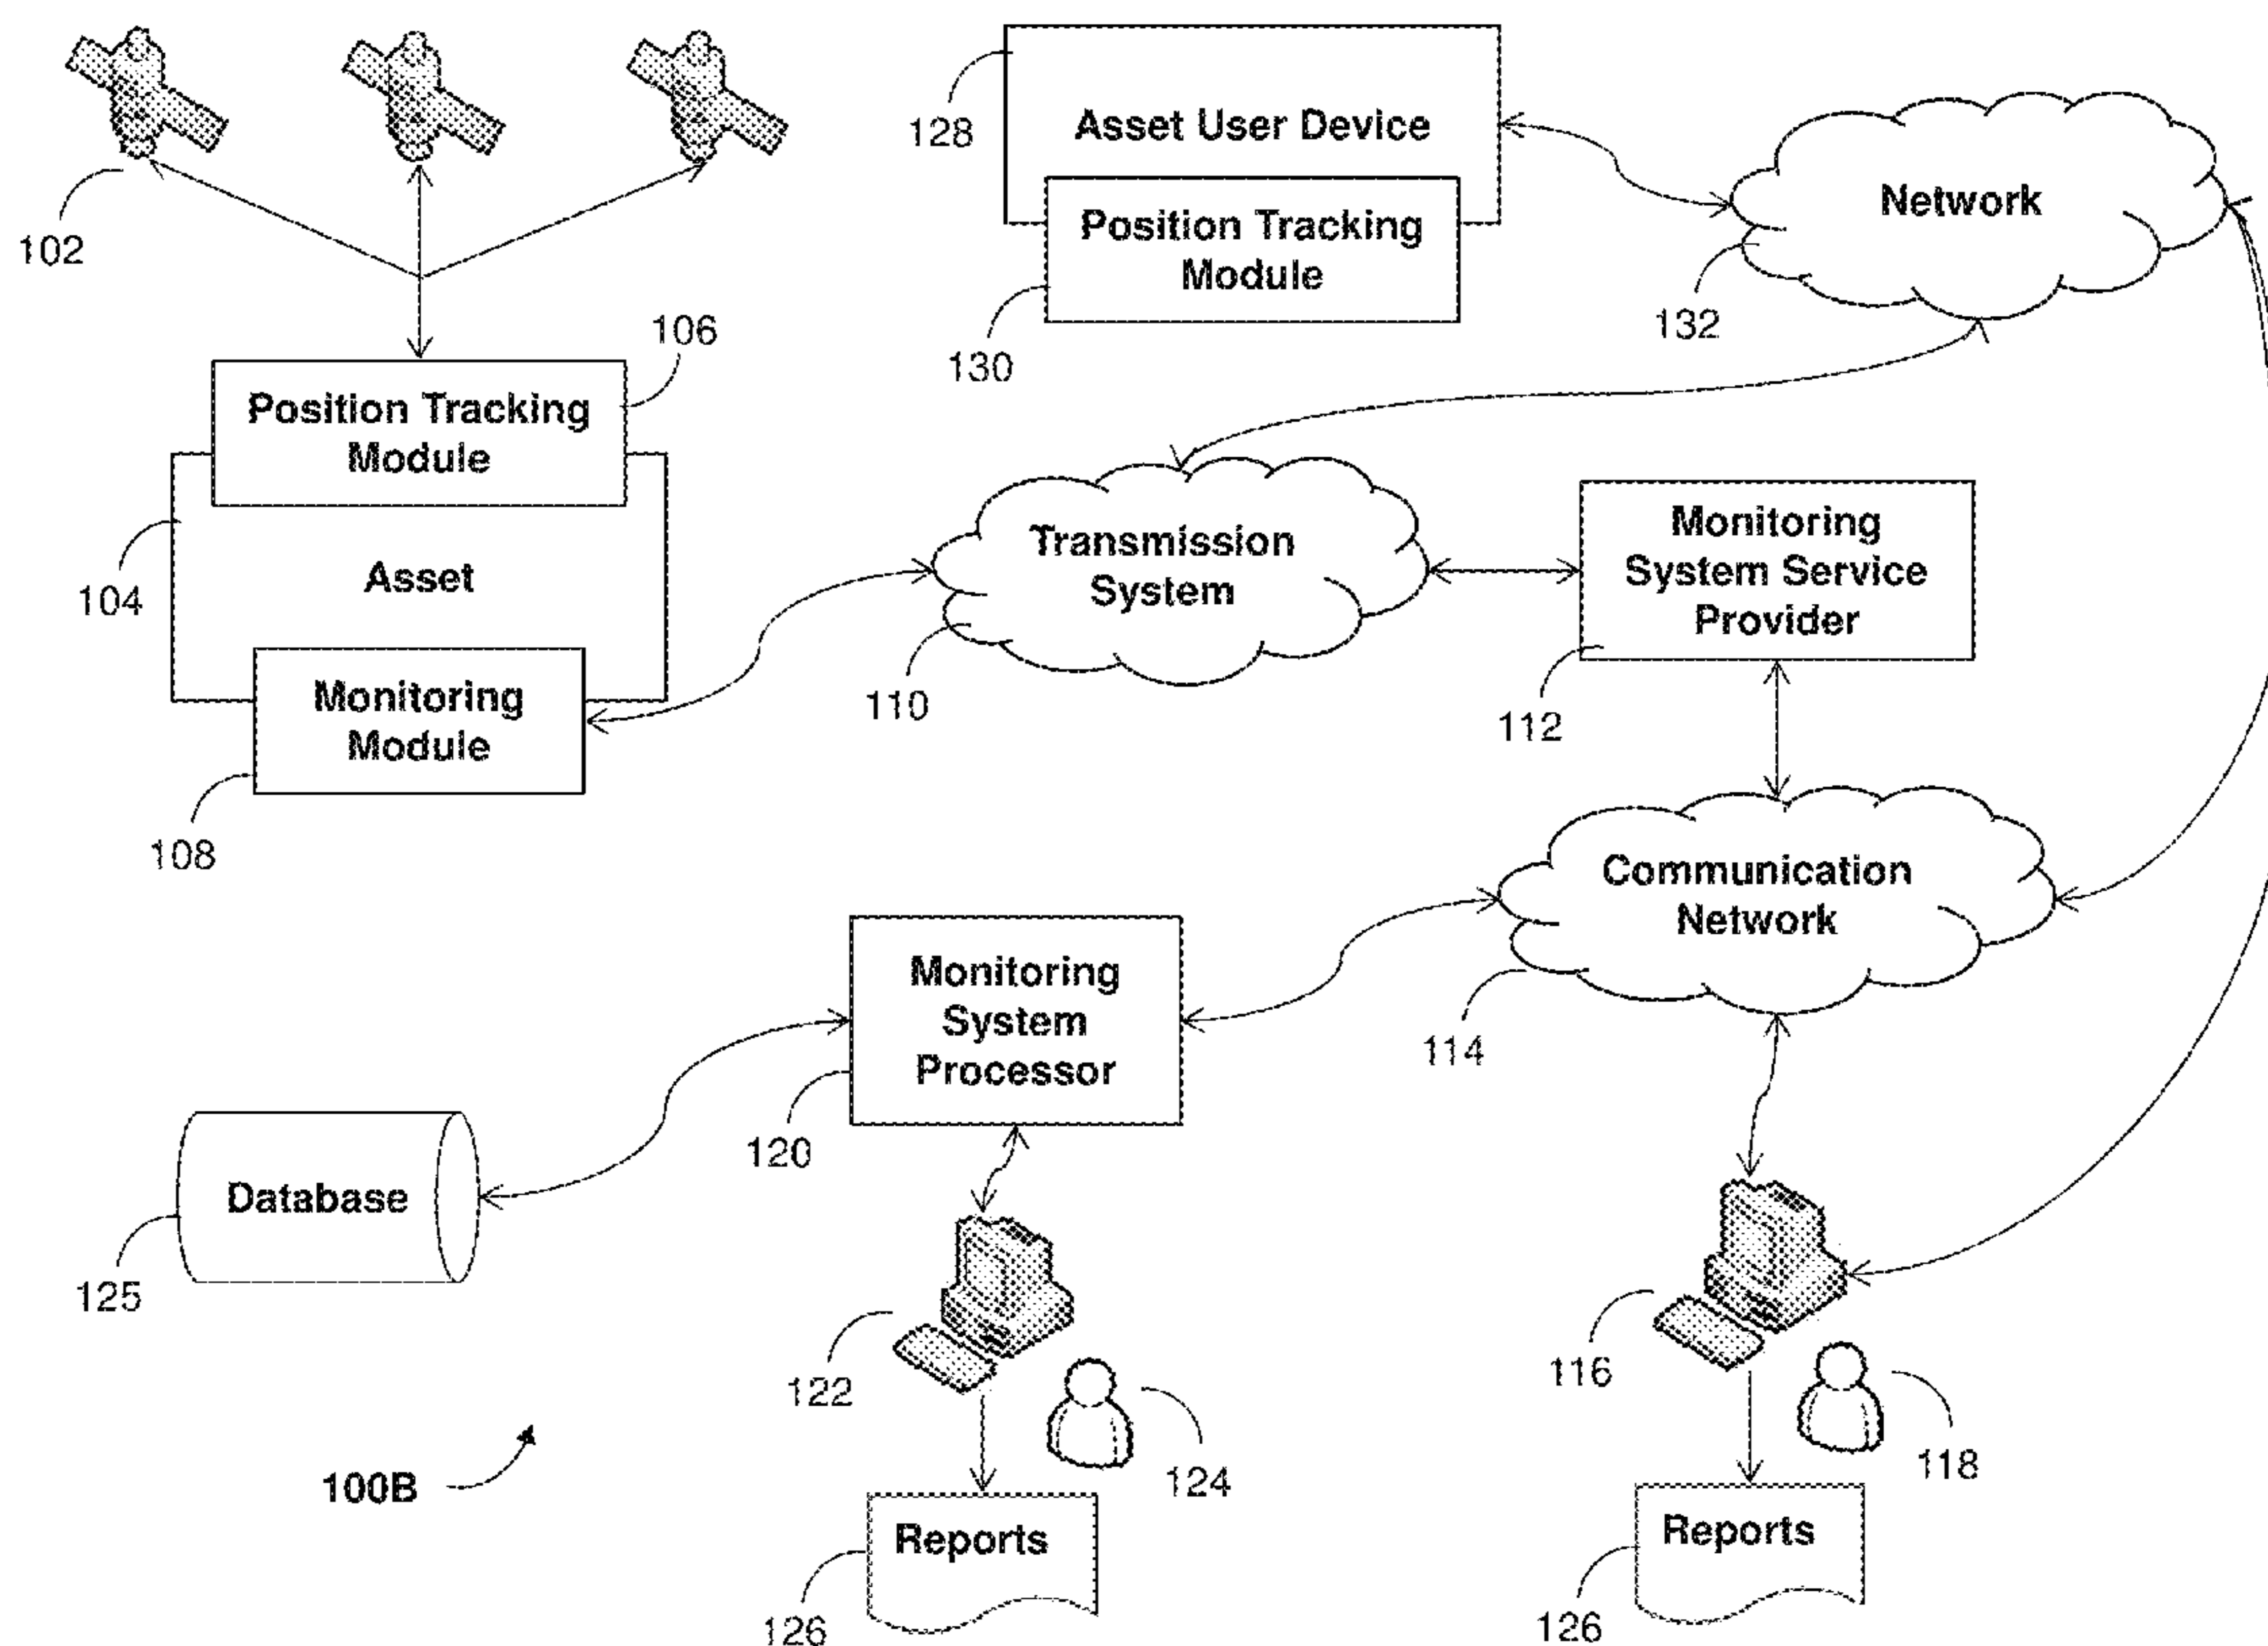 102
128
Asset User Device
Position Tracking
Module
130
Network
132
106
Position Tracking
Module
104
Asset
Monitoring
Module
108
Transmission
System
110
Monitoring
System Service
Provider
112
Communication
Network
114
Monitoring
System
Processor
120
Database
125
122
124
Reports
126
116
118
Reports
126
100B